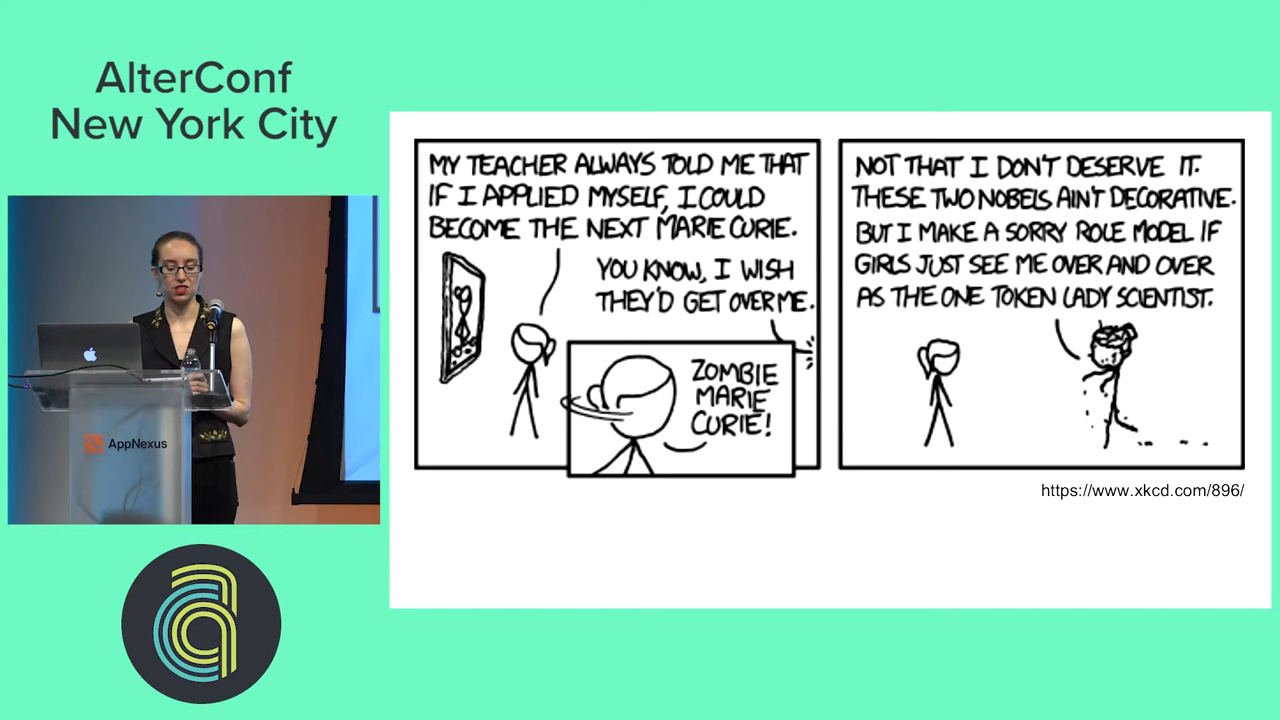 AlterConf
New York City
AppNexus
MY TEACHER ALWAYS TOLD ME THAT
IF I APPLIED MYSELF, I COULD
BECOME THE NEXT MARIE CURIE.
YOU KNOW, I WISH
THEY'D GET OVER ME.
ZOMBIE
MARIE
CURIE!
NOT THAT I DON'T DESERVE IT.
THESE TWO NOBELS AIN'T DECORATIVE.
BUT I MAKE A SORRY ROLE MODEL IF
GIRLS JUST SEE ME OVER AND OVER
AS THE ONE TOKEN LADY SCIENTIST.
https://www.xkcd.com/896/